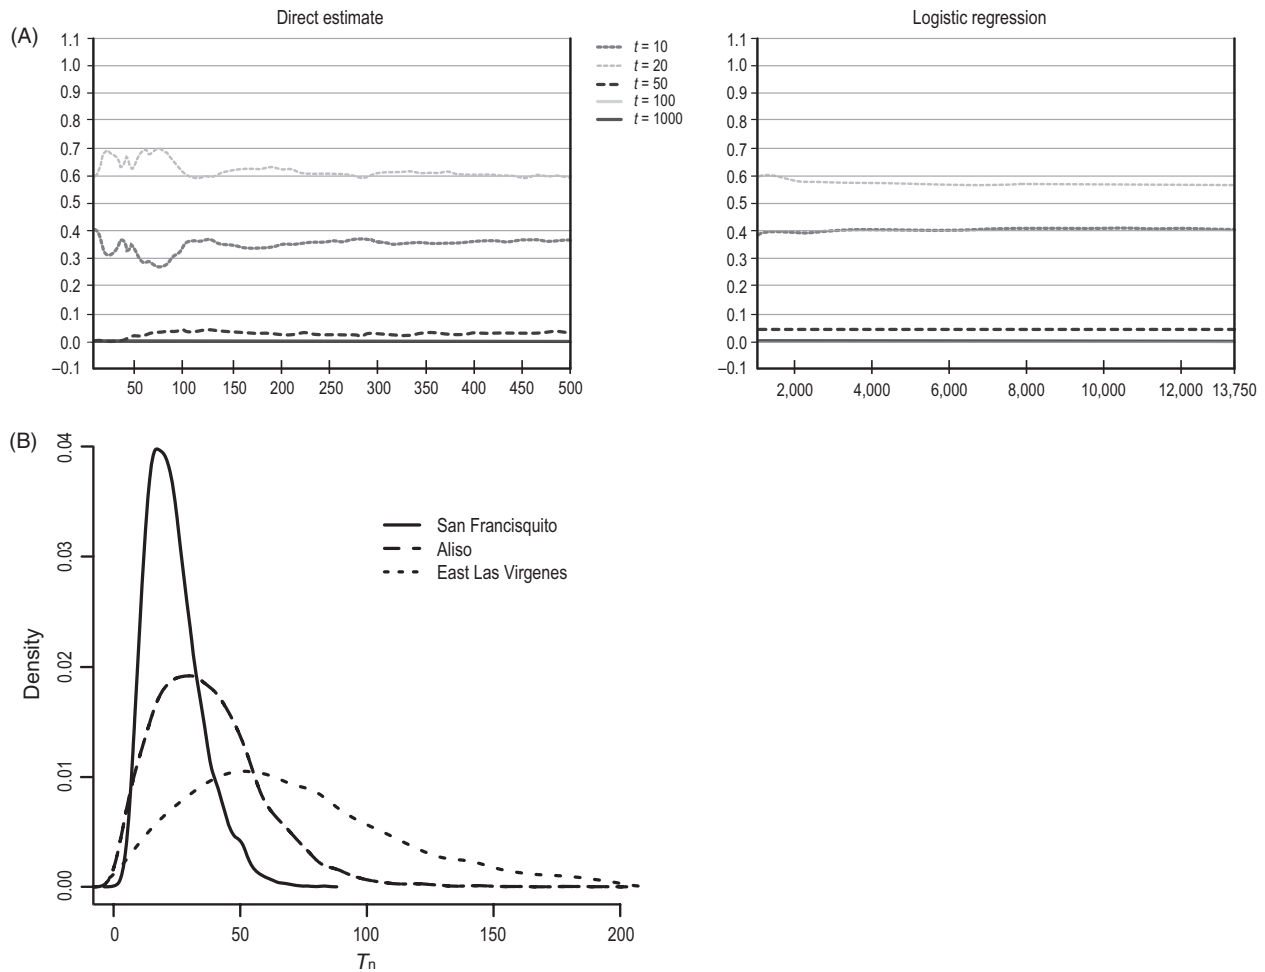 (A)
Direct estimate
1.1
1.0
0.9
0.8
0.7
0.6
0.5
0.4
0.3
0.2
0.1
0.0
–0.1
50 100 150 200 250 300 350 400 450 500
t = 10
t = 20
t = 50
t = 100
t = 1000
Logistic regression
1.1
1.0
0.9
0.8
0.7
0.6
0.5
0.4
0.3
0.2
0.1
0.0
–0.1
2,000 4,000 6,000 8,000 10,000 12,000 13,750
(B)
Density
0.04
0.03
0.02
0.01
0.00
San Francisquito
Aliso
East Las Virgenes
0 50 100 150 200
Tn